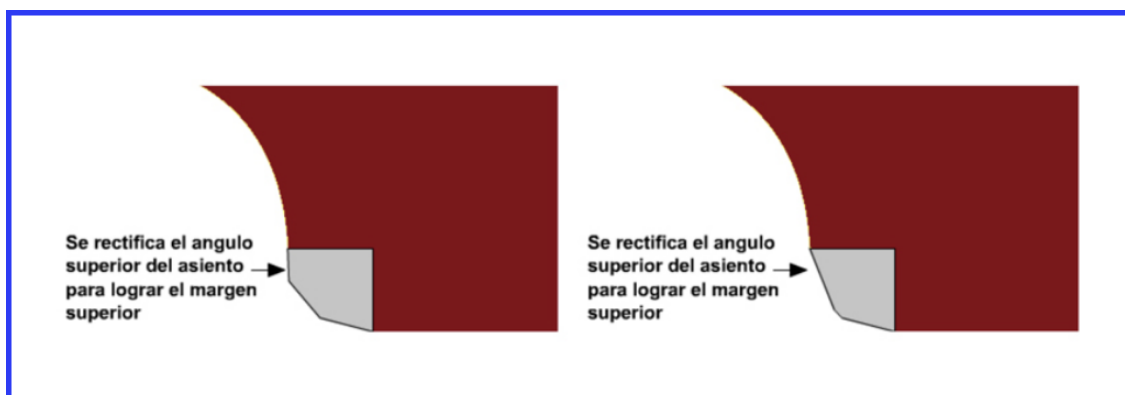 Se rectifica el angulo
superior del asiento
para lograr el margen
superior
Se rectifica el angulo
superior del asiento
para lograr el margen
superior